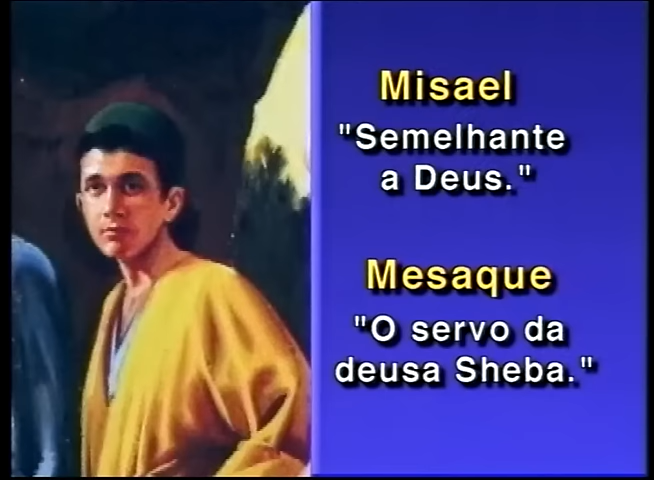 Misael
"Semelhante
a Deus."
Mesaque
"O servo da
deusa Sheba."